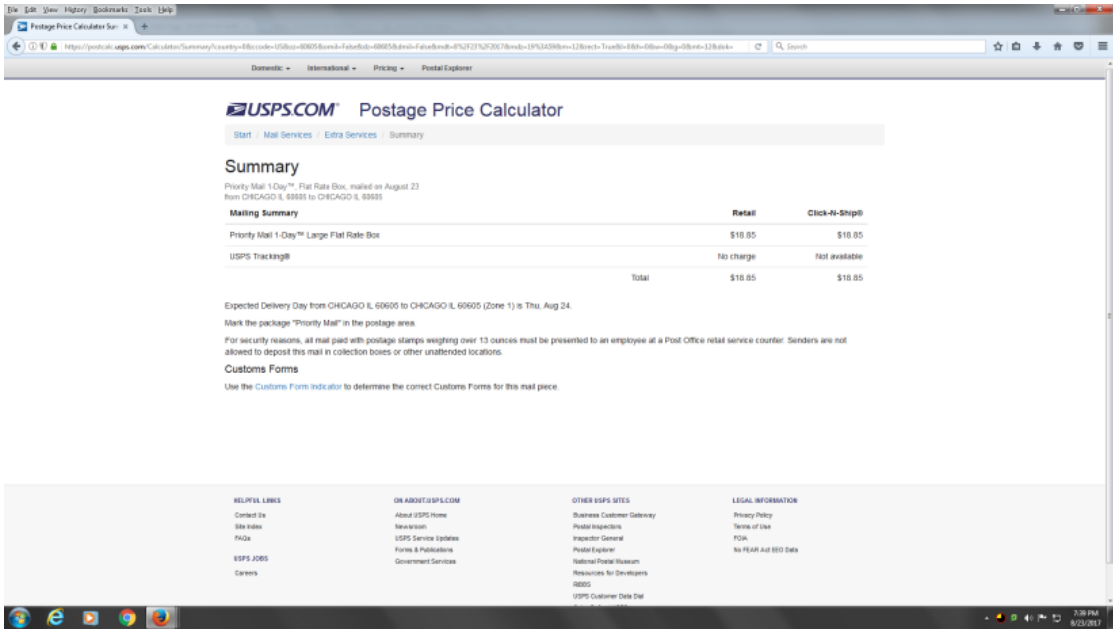 File Edit View History Bookmarks Tools Help
Postage Price Calculator Sum ×
Search
Domestic International Pricing Postal Explorer
USPS.COM® Postage Price Calculator
Start / Mail Services / Extra Services / Summary
Summary
Priority Mail 1-Day™, Flat Rate Box, mailed on August 23
from CHICAGO IL 60605 to CHICAGO IL 60605
Mailing Summary Retail Click-N-Ship®
Priority Mail 1-Day™ Large Flat Rate Box $18.85 $18.85
USPS Tracking® No charge Not available
Total $18.85 $18.85
Expected Delivery Day from CHICAGO IL 60605 to CHICAGO IL 60605 (Zone 1) is Thu, Aug 24.
Mark the package "Priority Mail" in the postage area.
For security reasons, all mail paid with postage stamps weighing over 13 ounces must be presented to an employee at a Post Office retail service counter. Senders are not
allowed to deposit this mail in collection boxes or other unattended locations.
Customs Forms
Use the Customs Form Indicator to determine the correct Customs Forms for this mail piece.
HELPFUL LINKS
Contact Us
Site Index
FAQs
USPS JOBS
Careers
ON ABOUT.USPS.COM
About USPS Home
Newsroom
USPS Service Updates
Forms & Publications
Government Services
OTHER USPS SITES
Business Customer Gateway
Postal Inspectors
Inspector General
Postal Explorer
National Postal Museum
Resources for Developers
RIBBS
USPS Customer Data Dial
LEGAL INFORMATION
Privacy Policy
Terms of Use
FOIA
No FEAR Act EEO Data
7:39 PM
8/23/2017